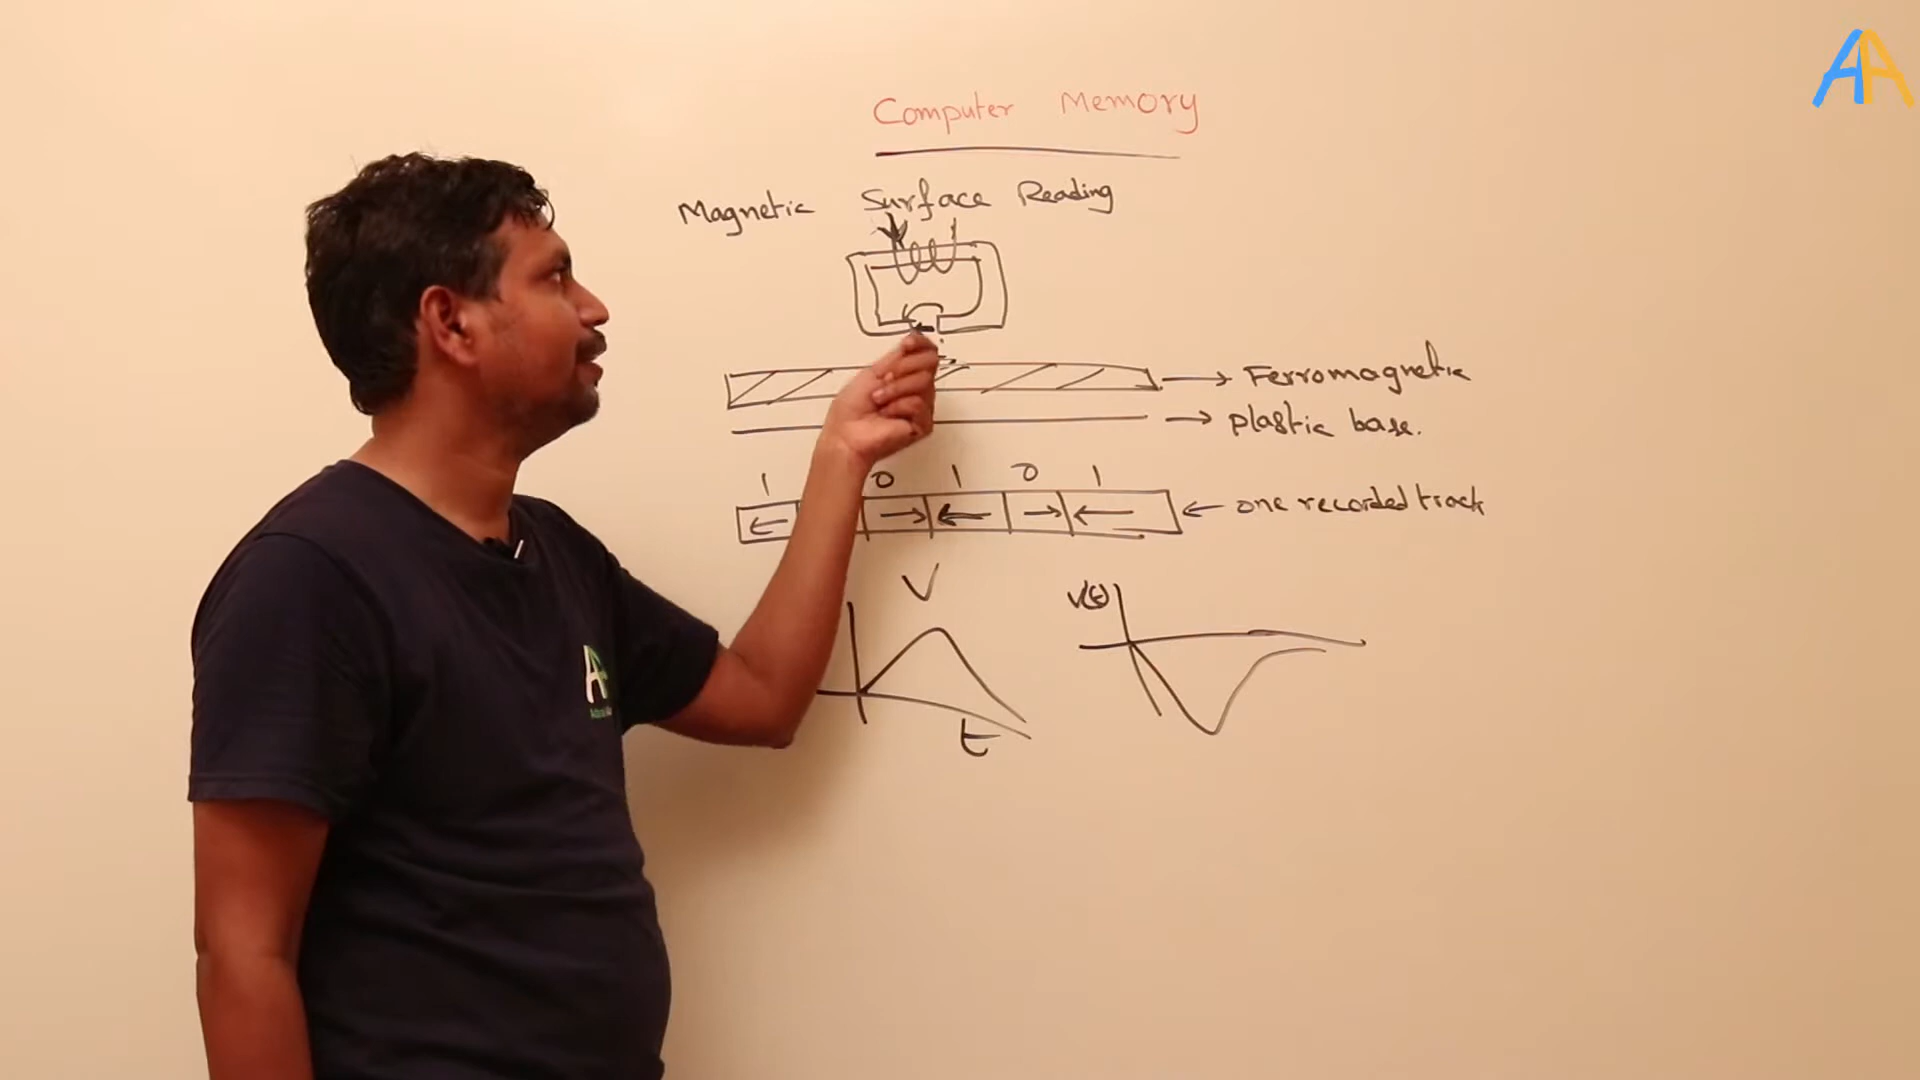 Computer Memory
Magnetic Surface Reading
Ferromagnetic
plastic base.
1 0 1 0 1
one recorded track
V
V(t)
t